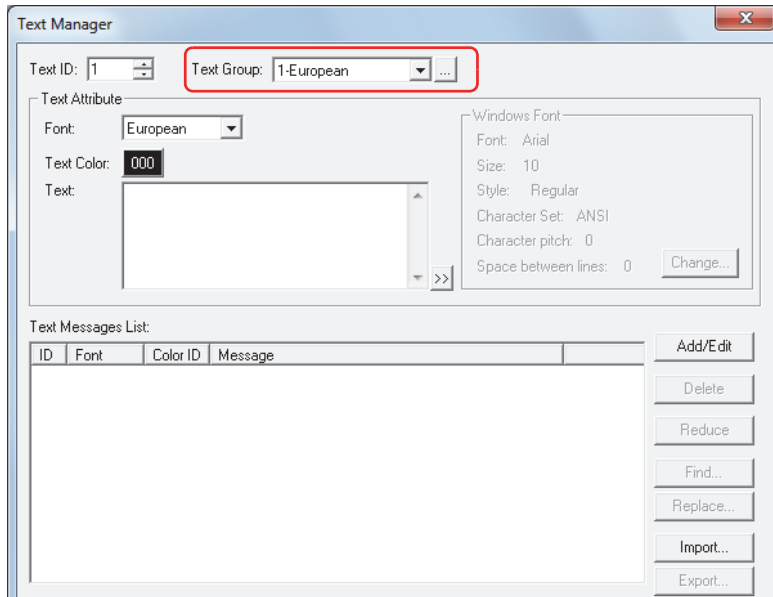 Text Manager
Text ID: 1 Text Group: 1-European ...
Text Attribute
Font: European
Text Color: 000
Text:
>>
Windows Font
Font: Arial
Size: 10
Style: Regular
Character Set: ANSI
Character pitch: 0
Space between lines: 0 Change...
Text Messages List:
ID Font Color ID Message
Add/Edit
Delete
Reduce
Find...
Replace...
Import...
Export...